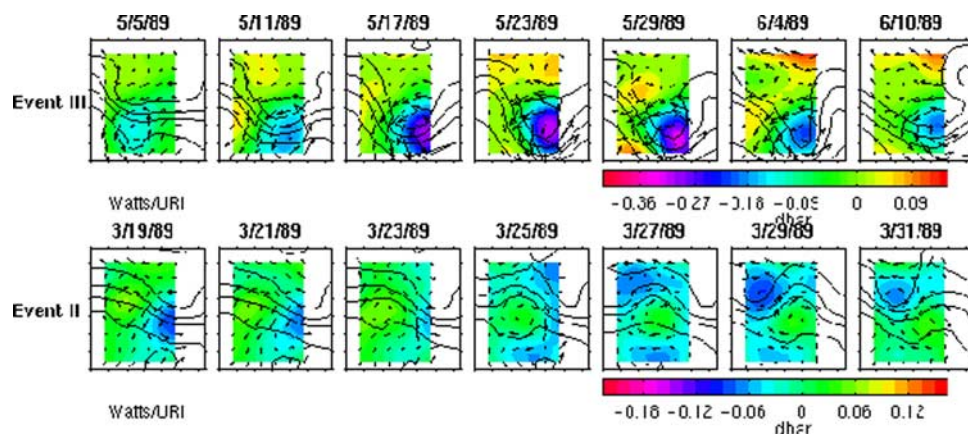 5/5/89 5/11/89 5/17/89 5/23/89 5/29/89 6/4/89 6/10/89
Event III
Watts/URI
-0.36 -0.27 -0.18 -0.09 0 0.09
dbar
3/19/89 3/21/89 3/23/89 3/25/89 3/27/89 3/29/89 3/31/89
Event II
Watts/URI
-0.18 -0.12 -0.06 0 0.06 0.12
dbar